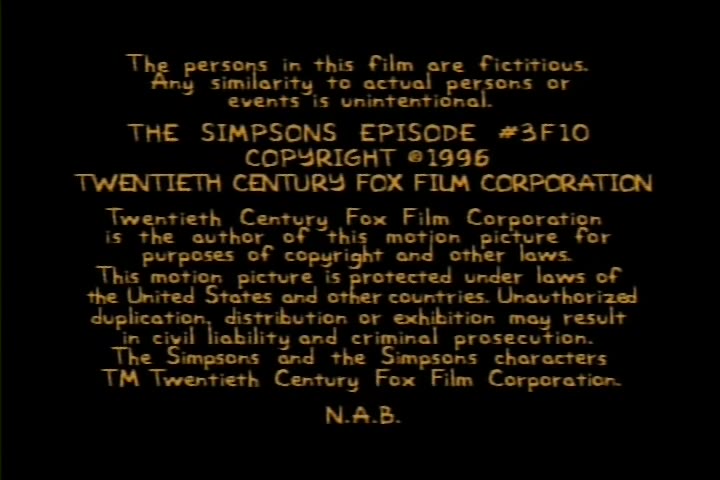 The persons in this film are fictitious.
Any similarity to actual persons or
events is unintentional.
THE SIMPSONS EPISODE #3F10
COPYRIGHT ©1996
TWENTIETH CENTURY FOX FILM CORPORATION
Twentieth Century Fox Film Corporation
is the author of this motion picture for
purposes of copyright and other laws.
This motion picture is protected under laws of
the United States and other countries. Unauthorized
duplication, distribution or exhibition may result
in civil liability and criminal prosecution.
The Simpsons and the Simpsons characters
TM Twentieth Century Fox Film Corporation.
N.A.B.